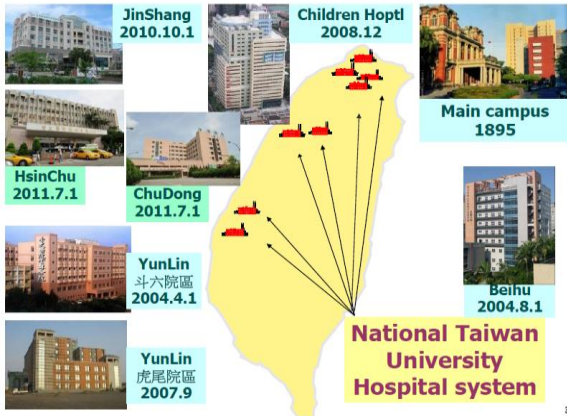 JinShang
2010.10.1
Children Hoptl
2008.12
Main campus
1895
HsinChu
2011.7.1
ChuDong
2011.7.1
YunLin
斗六院區
2004.4.1
Beihu
2004.8.1
YunLin
虎尾院區
2007.9
National Taiwan
University
Hospital system